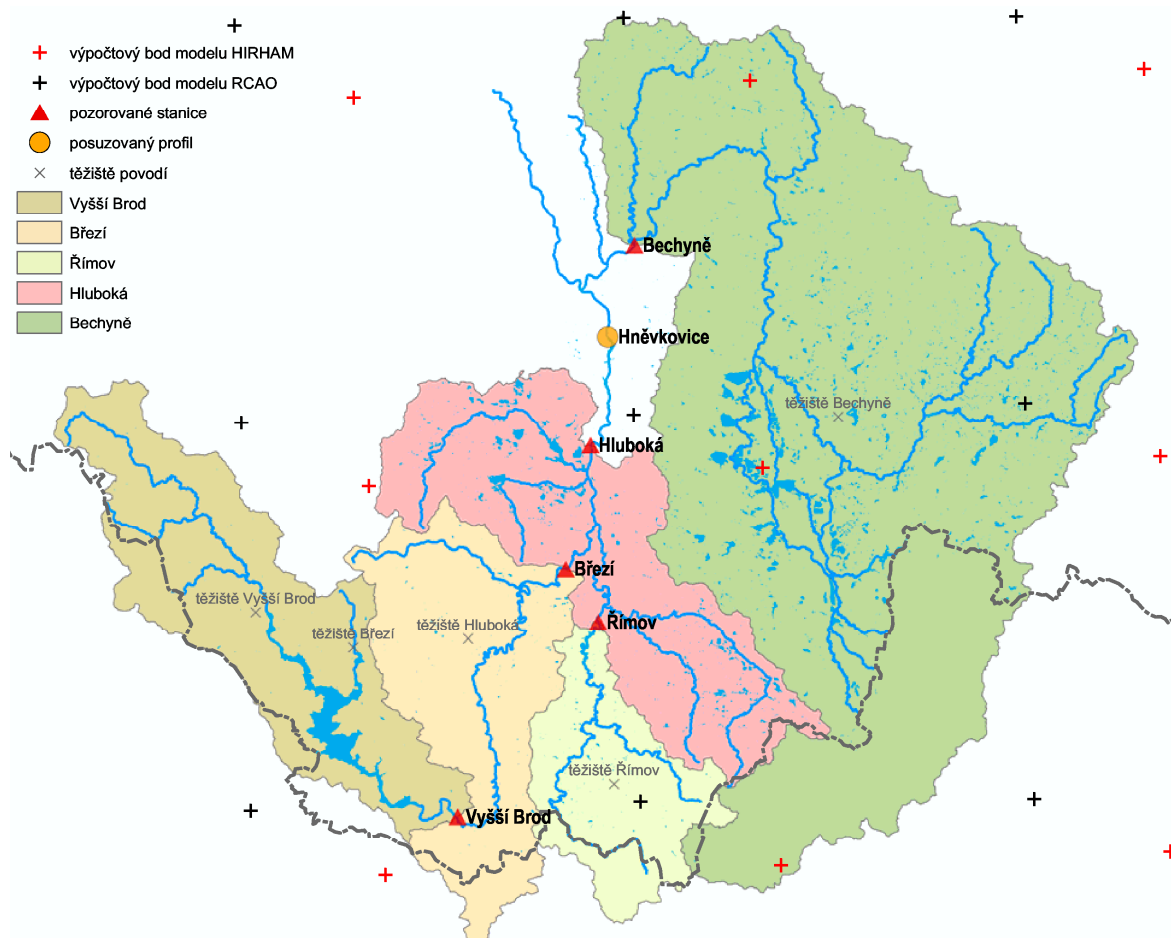 výpočtový bod modelu HIRHAM
výpočtový bod modelu RCAO
pozorované stanice
posuzovaný profil
těžiště povodí
Vyšší Brod
Březí
Římov
Hluboká
Bechyně
Bechyně
Hněvkovice
těžiště Bechyně
Hluboká
Březí
těžiště Vyšší Brod
těžiště Březí
těžiště Hluboká
Římov
těžiště Římov
Vyšší Brod